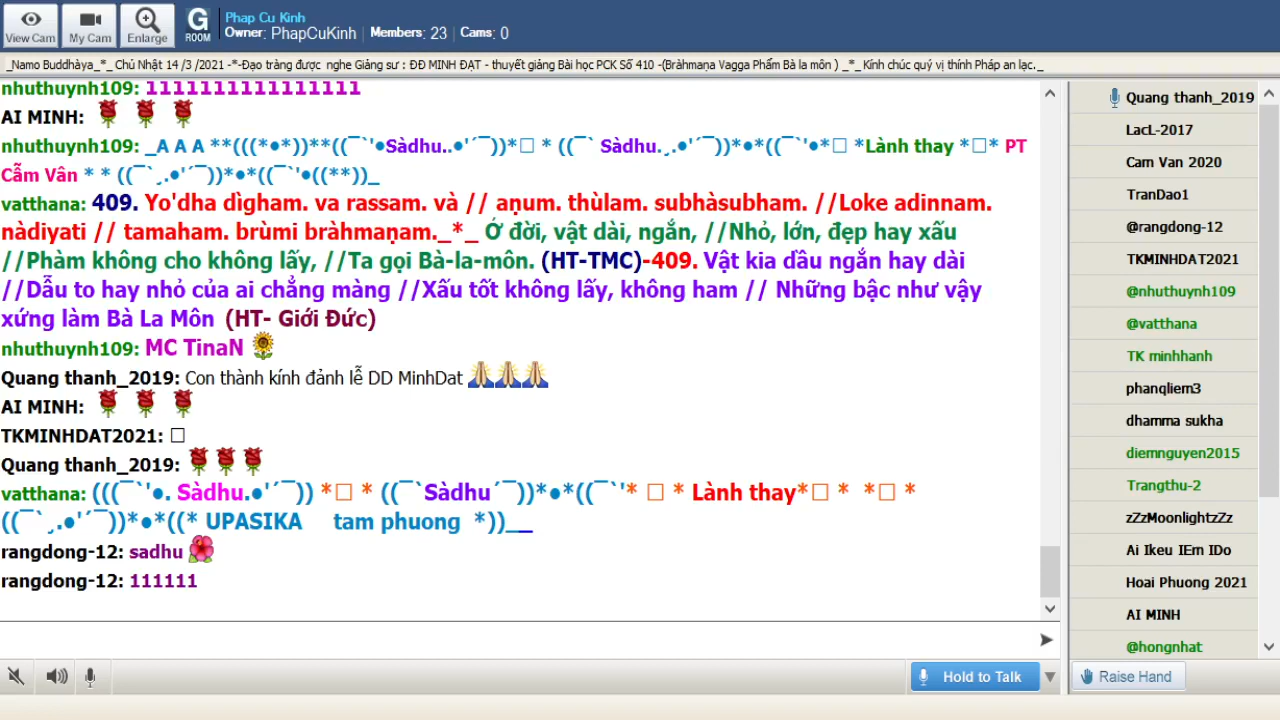 View Cam
My Cam
Enlarge
G
ROOM
Phap Cu Kinh
Owner: PhapCuKinh | Members: 23 | Cams: 0
_Namo Buddhàya_*_ Chủ Nhật 14 /3 /2021 -*-Đạo tràng được nghe Giảng sư : ĐĐ MINH ĐẠT - thuyết giảng Bài học PCK Số 410 -(Bràhmaṇa Vagga Phẩm Bà la môn ) _*_ Kính chúc quý vị thính Pháp an lạc._
nhuthuynh109: 1111111111111111
AI MINH:
nhuthuynh109: _A A A **(((*●*))**((¯`'●Sàdhu..●'´¯))*□ * ((¯` Sàdhu.¸.●'´¯))*●*((¯`'●*□ *Lành thay *□* PT
Cẩm Vân * * ((¯`¸.●'´¯))*●*((¯`'●((**))_
vatthana: 409. Yo'dha dìgham. va rassam. và // aṇum. thùlam. subhàsubham. //Loke adinnam.
nàdiyati // tamaham. brùmi bràhmaṇam._*_ Ở đời, vật dài, ngắn, //Nhỏ, lớn, đẹp hay xấu
//Phàm không cho không lấy, //Ta gọi Bà-la-môn. (HT-TMC)-409. Vật kia dầu ngắn hay dài
//Dẫu to hay nhỏ của ai chẳng màng //Xấu tốt không lấy, không ham // Những bậc như vậy
xứng làm Bà La Môn (HT- Giới Đức)
nhuthuynh109: MC TinaN
Quang thanh_2019: Con thành kính đảnh lễ DD MinhDat
AI MINH:
TKMINHDAT2021: □
Quang thanh_2019:
vatthana: (((¯`'●. Sàdhu.●'´¯)) *□ * ((¯`Sàdhu´¯))*●*((¯`'* □ * Lành thay*□ * *□ *
((¯`¸.●'´¯))*●*((* UPASIKA tam phuong *))__
rangdong-12: sadhu
rangdong-12: 111111
Quang thanh_2019
LacL-2017
Cam Van 2020
TranDao1
@rangdong-12
TKMINHDAT2021
@nhuthuynh109
@vatthana
TK minhhanh
phanqliem3
dhamma sukha
diemnguyen2015
Trangthu-2
zZzMoonlightzZz
Ai Ikeu IEm IDo
Hoai Phuong 2021
AI MINH
@hongnhat
Hold to Talk
Raise Hand